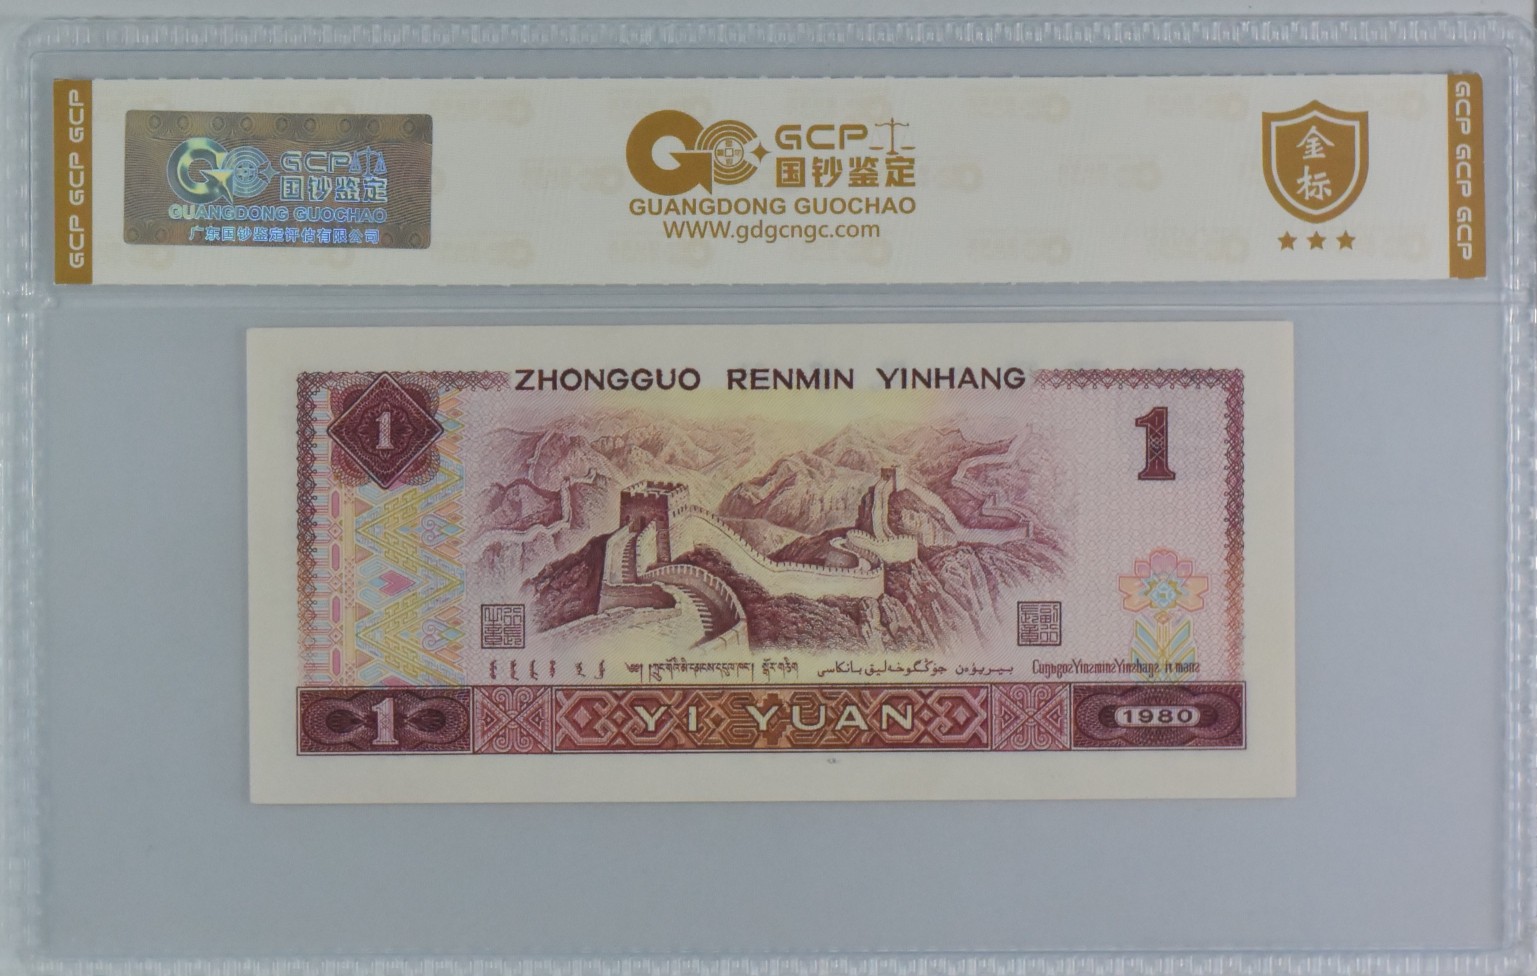 GCP GCP GCP
GCP
国钞鉴定
GUANGDONG GUOCHAO
广东国钞鉴定评估有限公司
GCP
国钞鉴定
GUANGDONG GUOCHAO
WWW.gdgcngc.com
金标
GCP GCP GCP
ZHONGGUO RENMIN YINHANG
1
1
1
YI YUAN
1980